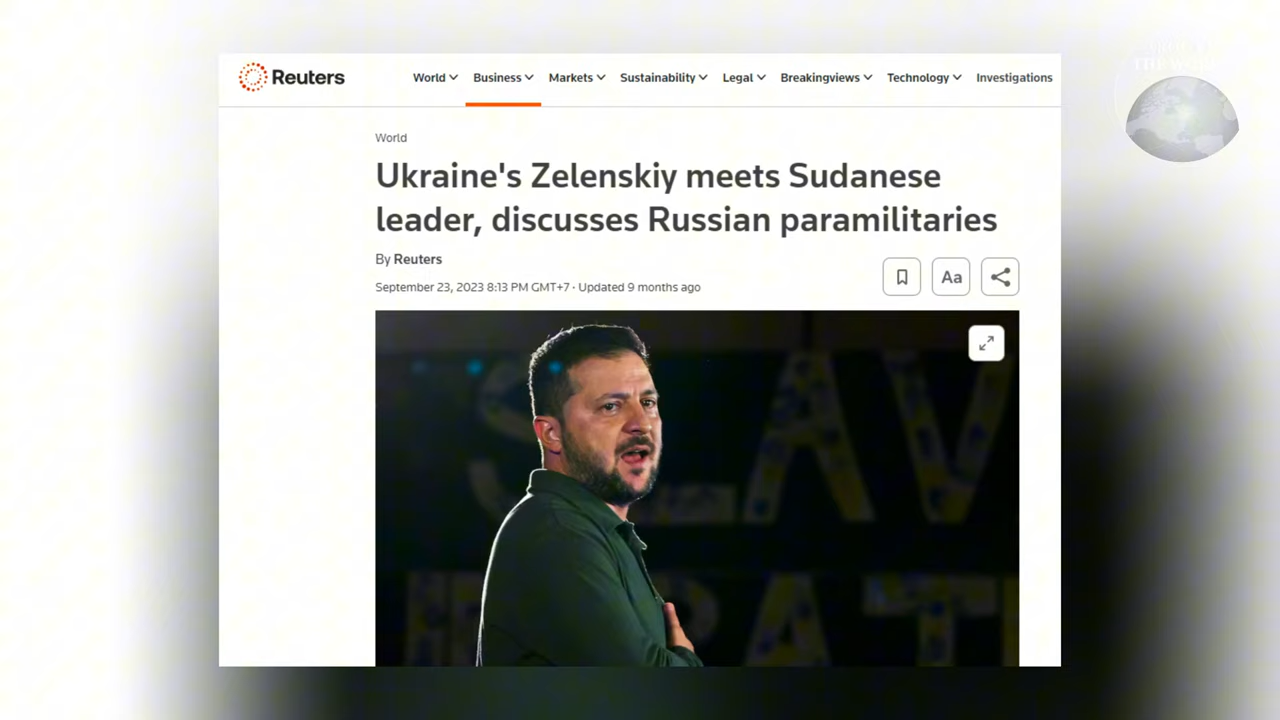 Reuters
World Business Markets Sustainability Legal Breakingviews Technology Investigations
World
Ukraine's Zelenskiy meets Sudanese
leader, discusses Russian paramilitaries
By Reuters
September 23, 2023 8:13 PM GMT+7 · Updated 9 months ago
Aa
SLAV